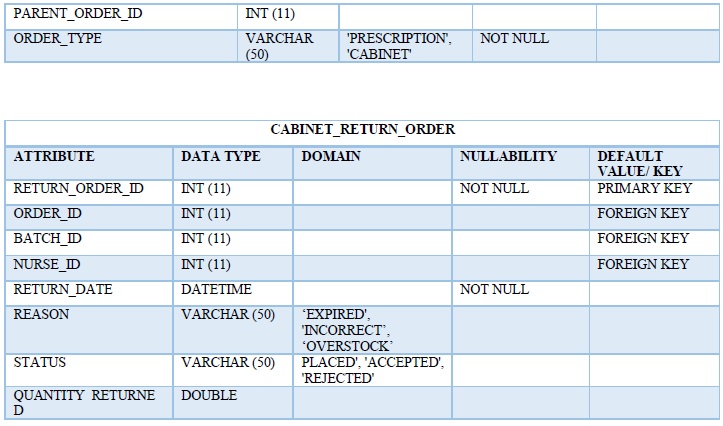 PARENT_ORDER_ID INT (11)
ORDER_TYPE VARCHAR 'PRESCRIPTION', NOT NULL
(50) 'CABINET'
CABINET_RETURN_ORDER
ATTRIBUTE DATA TYPE DOMAIN NULLABILITY DEFAULT
VALUE/ KEY
RETURN_ORDER_ID INT (11) NOT NULL PRIMARY KEY
ORDER_ID INT (11) FOREIGN KEY
BATCH_ID INT (11) FOREIGN KEY
NURSE_ID INT (11) FOREIGN KEY
RETURN_DATE DATETIME NOT NULL
REASON VARCHAR (50) ‘EXPIRED',
'INCORRECT’,
‘OVERSTOCK’
STATUS VARCHAR (50) PLACED', 'ACCEPTED',
'REJECTED'
QUANTITY_RETURNE DOUBLE
D